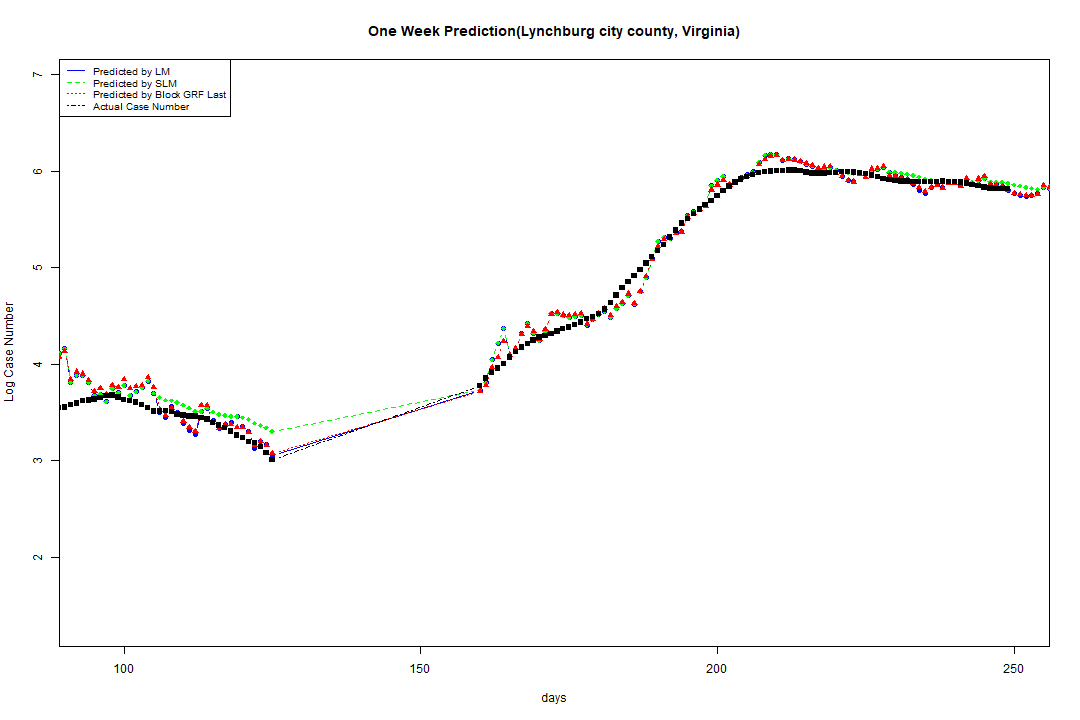 One Week Prediction(Lynchburg city county, Virginia)
Predicted by LM
Predicted by SLM
Predicted by Block GRF Last
Actual Case Number
7
6
5
4
3
2
Log Case Number
100
150
200
250
days